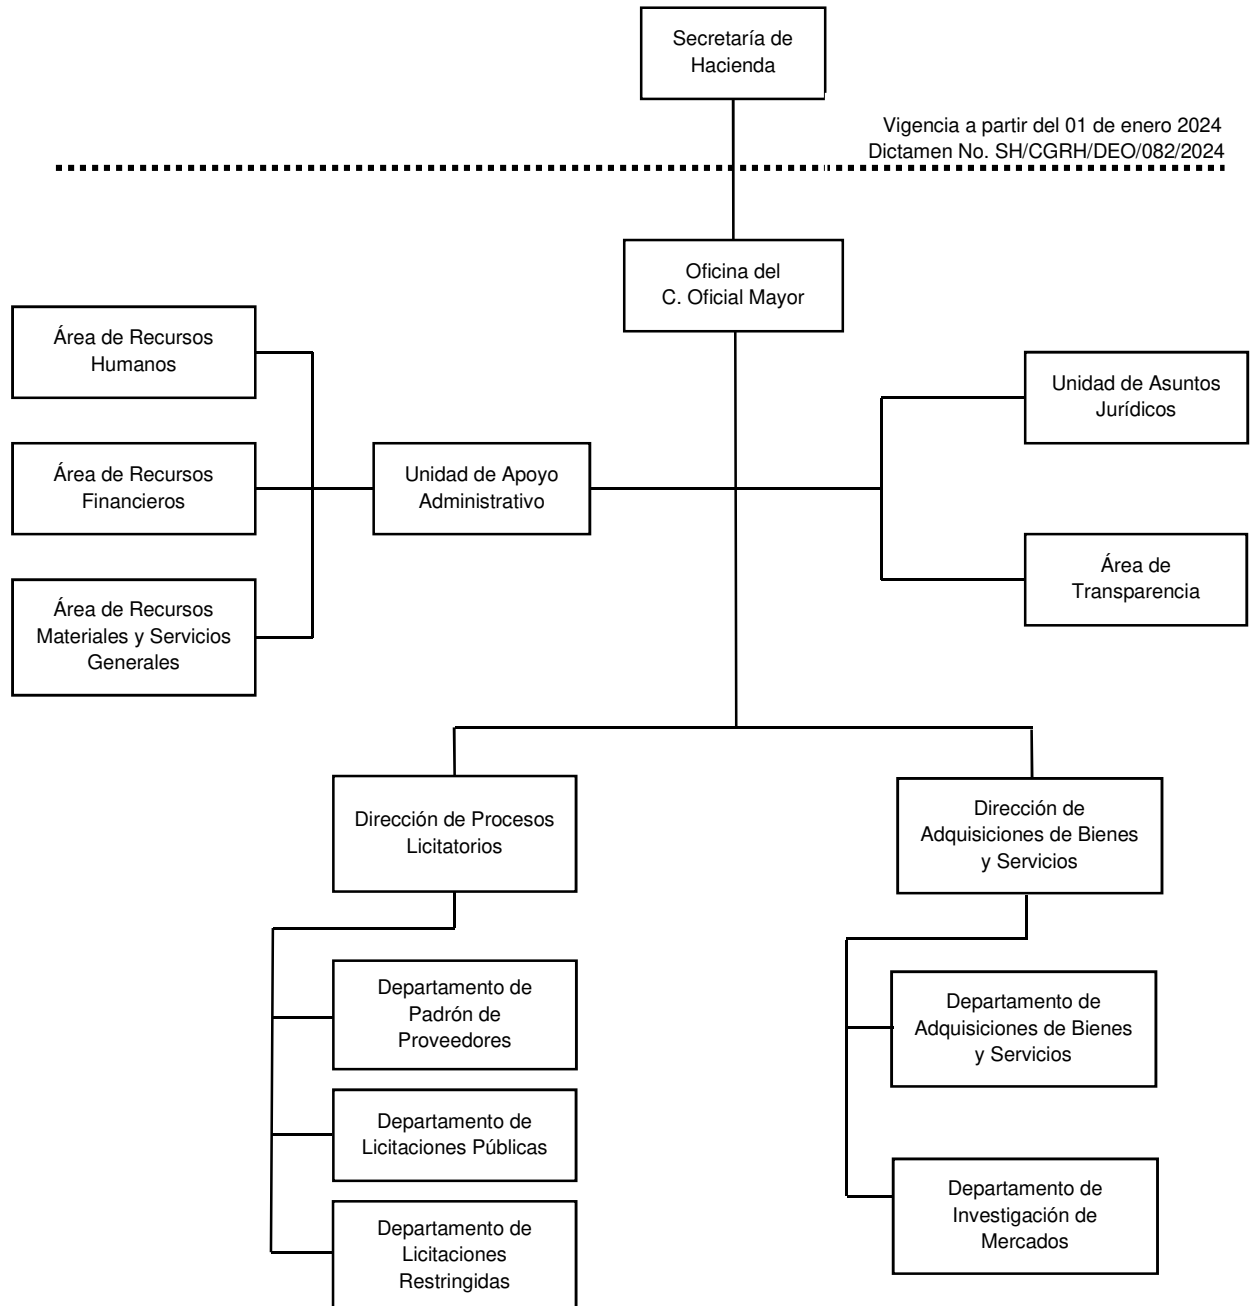 Secretaría de
Hacienda
Vigencia a partir del 01 de enero 2024
Dictamen No. SH/CGRH/DEO/082/2024
Oficina del
C. Oficial Mayor
Área de Recursos
Humanos
Unidad de Asuntos
Jurídicos
Área de Recursos
Financieros
Unidad de Apoyo
Administrativo
Área de
Transparencia
Área de Recursos
Materiales y Servicios
Generales
Dirección de Procesos
Licitatorios
Dirección de
Adquisiciones de Bienes
y Servicios
Departamento de
Padrón de
Proveedores
Departamento de
Adquisiciones de Bienes
y Servicios
Departamento de
Licitaciones Públicas
Departamento de
Investigación de
Mercados
Departamento de
Licitaciones
Restringidas